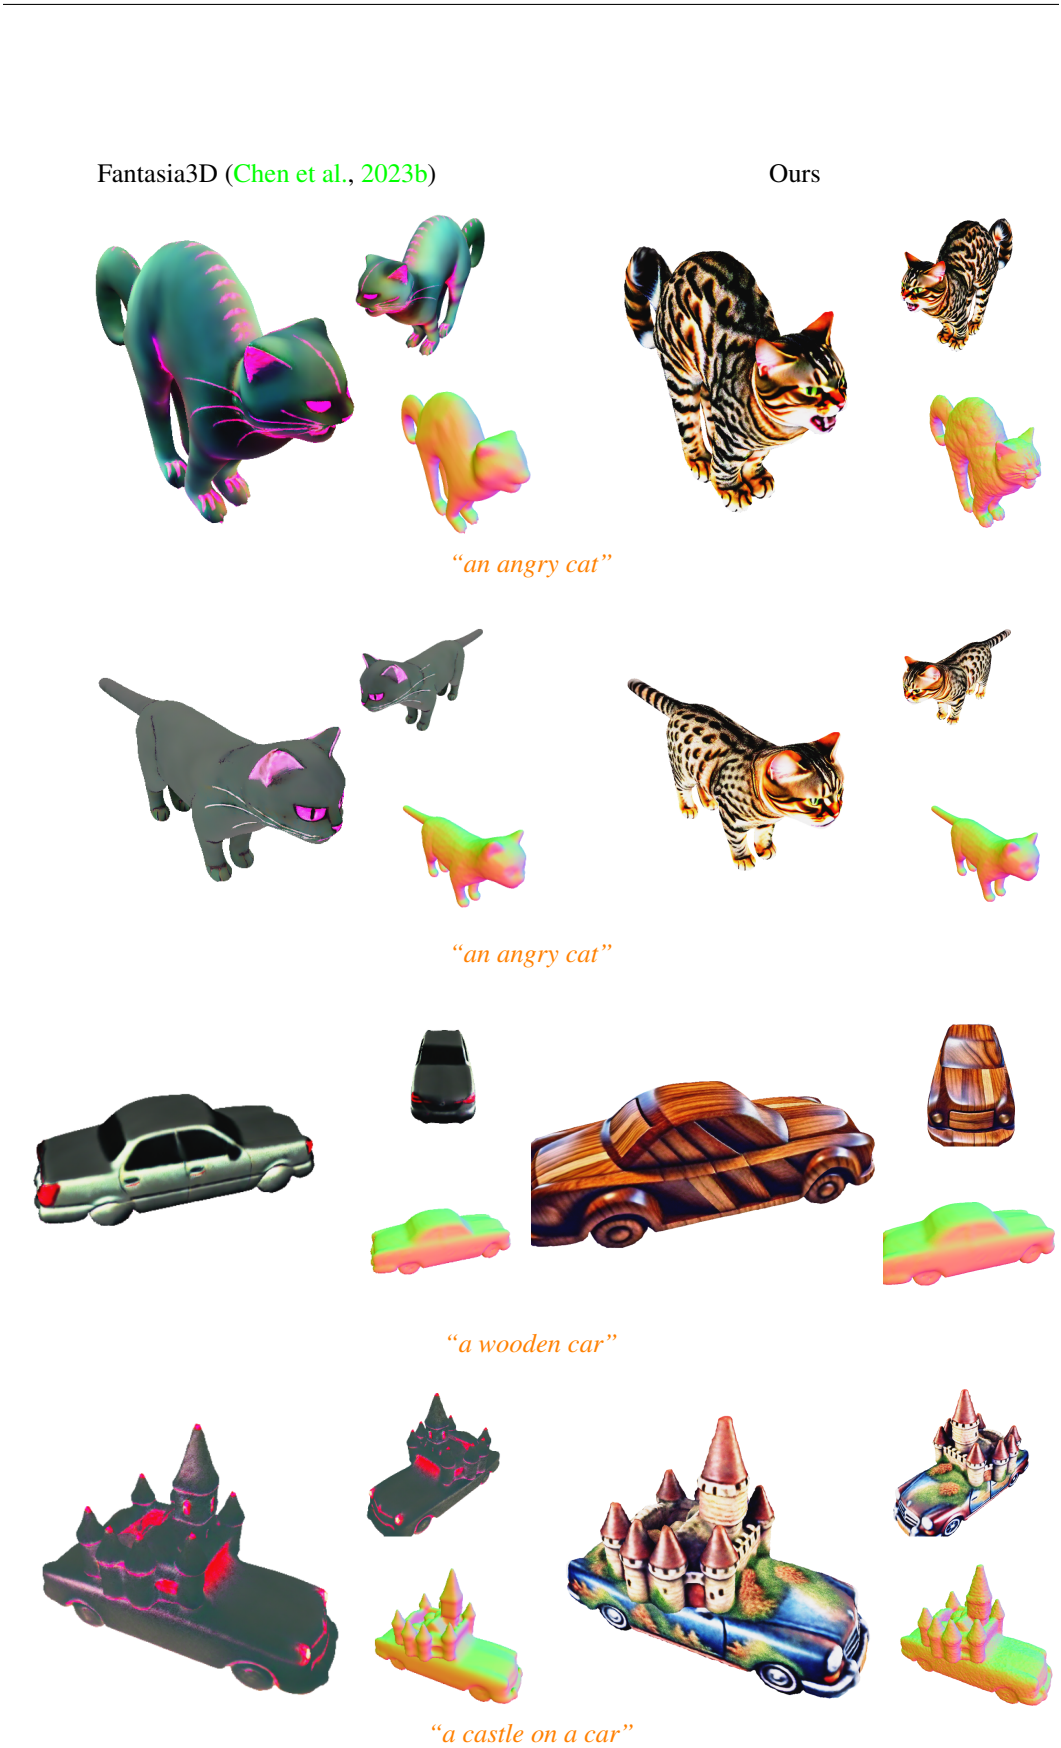 Fantasia3D (Chen et al., 2023b) Ours
“an angry cat”
“an angry cat”
“a wooden car”
“a castle on a car”